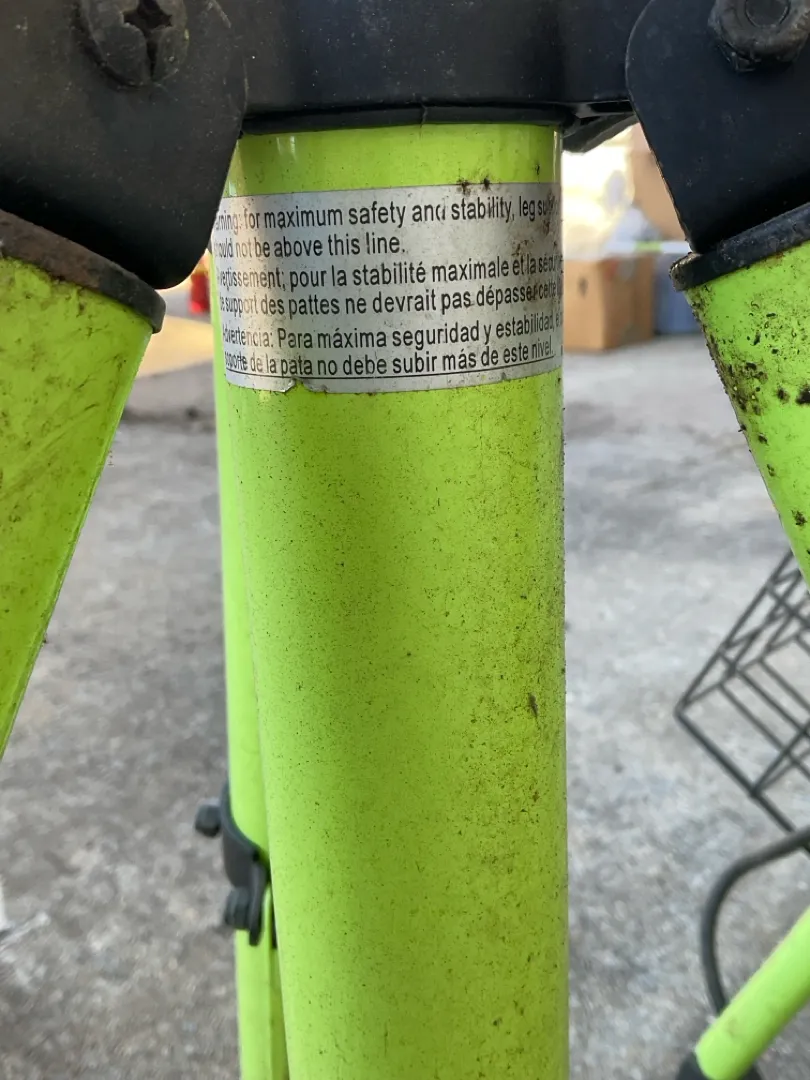 for maximum safety and stability, leg
not be above this line.
pour la stabilité maximale et la
support des pattes ne devrait pas dépasser cette
Para máxima seguridad y estabilidad,
de la pata no debe subir más de este nivel.